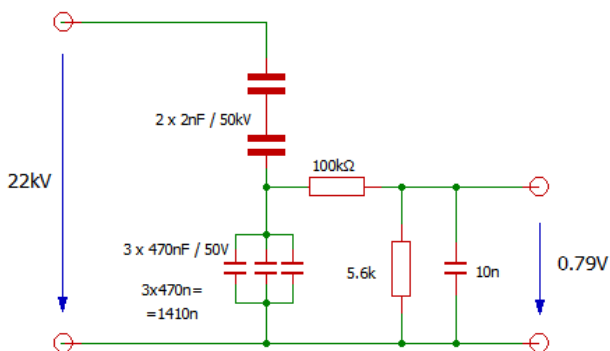 2 x 2nF / 50kV
100kΩ
22kV
3 x 470nF / 50V
3x470n=
=1410n
5.6k
10n
0.79V